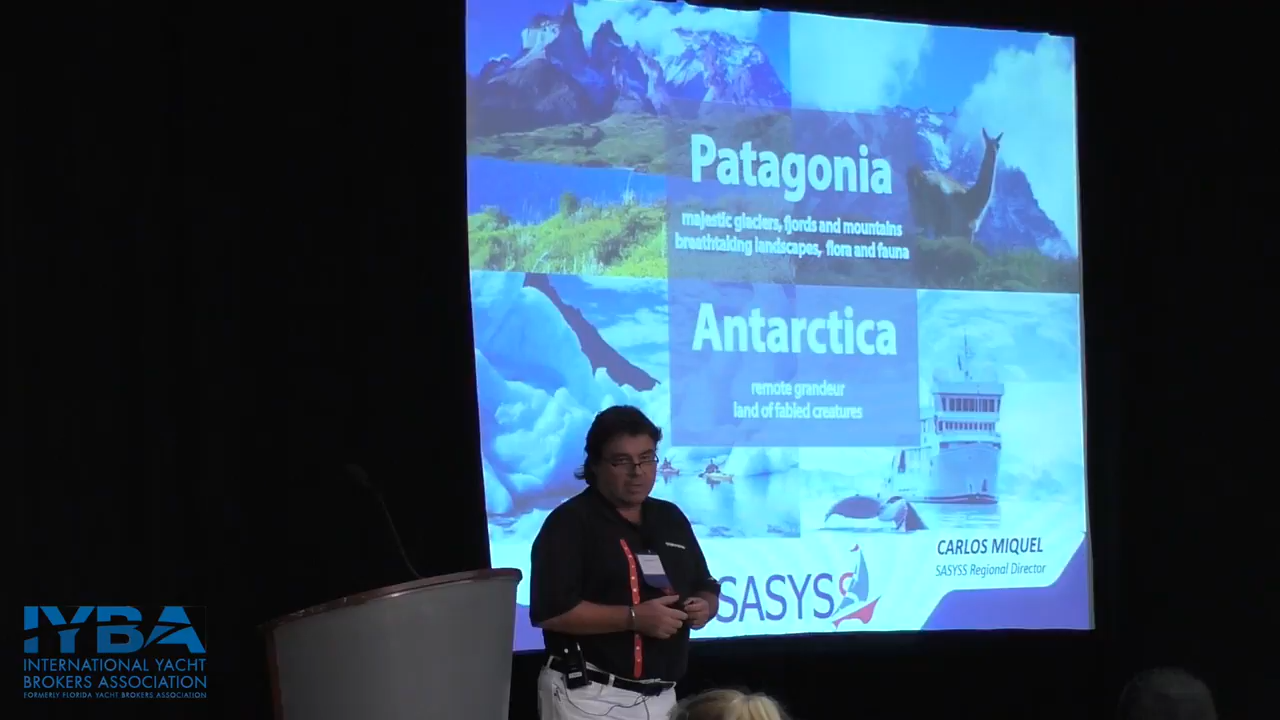 Patagonia
majestic glaciers, fjords and mountains
breathtaking landscapes, flora and fauna
Antarctica
remote grandeur
land of fabled creatures
CARLOS MIQUEL
SASYSS Regional Director
SASYSS
IYBA
INTERNATIONAL YACHT
BROKERS ASSOCIATION
FORMERLY FLORIDA YACHT BROKERS ASSOCIATION